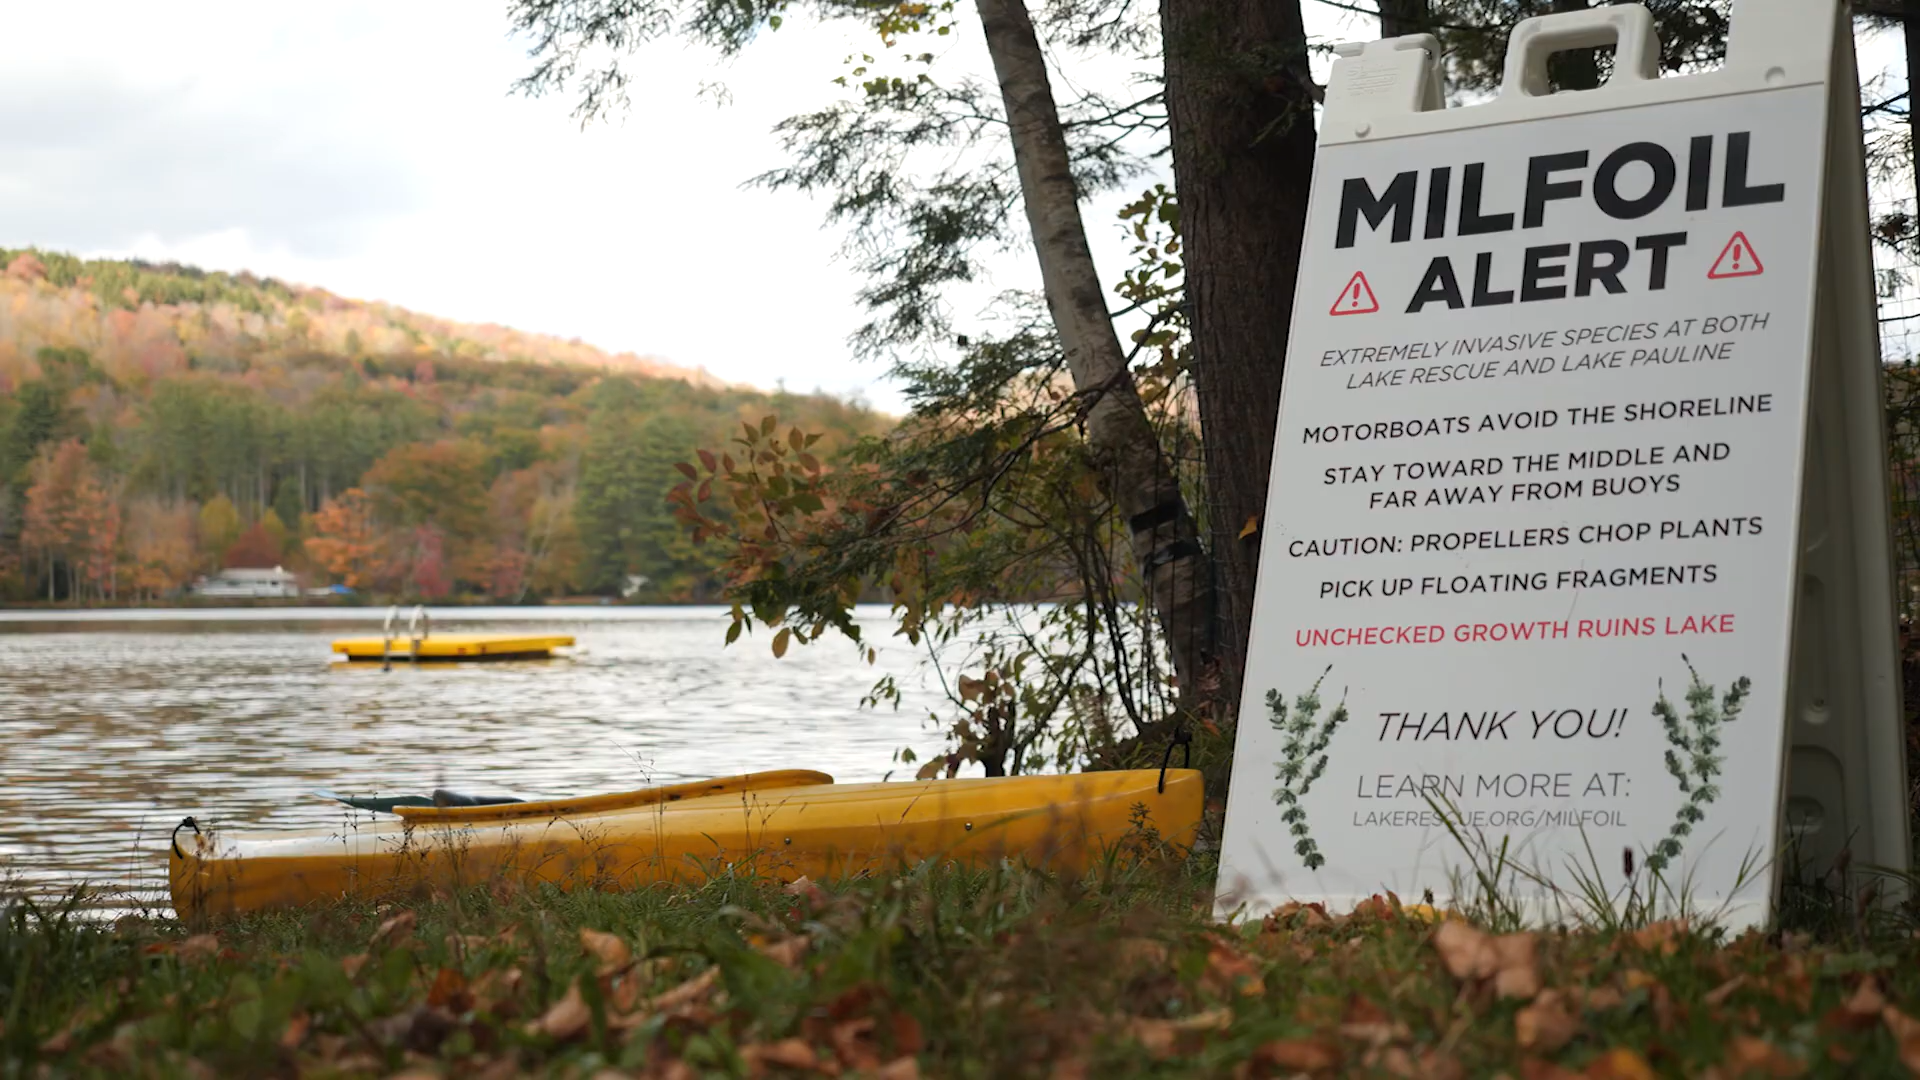 MILFOIL
ALERT
EXTREMELY INVASIVE SPECIES AT BOTH
LAKE RESCUE AND LAKE PAULINE
MOTORBOATS AVOID THE SHORELINE
STAY TOWARD THE MIDDLE AND
FAR AWAY FROM BUOYS
CAUTION: PROPELLERS CHOP PLANTS
PICK UP FLOATING FRAGMENTS
UNCHECKED GROWTH RUINS LAKE
THANK YOU!
LEARN MORE AT:
LAKERESCUE.ORG/MILFOIL